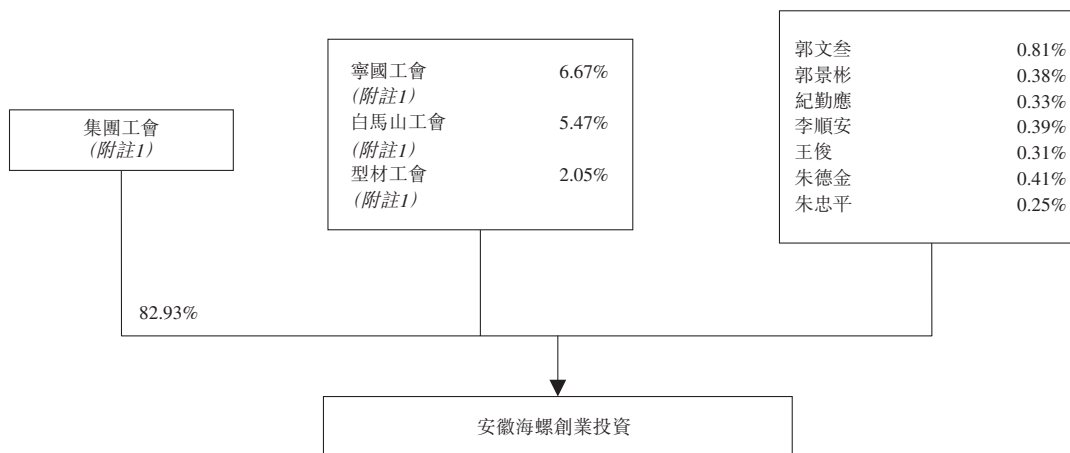 集團工會
(附註1)
寧國工會 6.67%
(附註1)
白馬山工會 5.47%
(附註1)
型材工會 2.05%
(附註1)
郭文叁 0.81%
郭景彬 0.38%
紀勤應 0.33%
李順安 0.39%
王俊 0.31%
朱德金 0.41%
朱忠平 0.25%
82.93%
安徽海螺創業投資